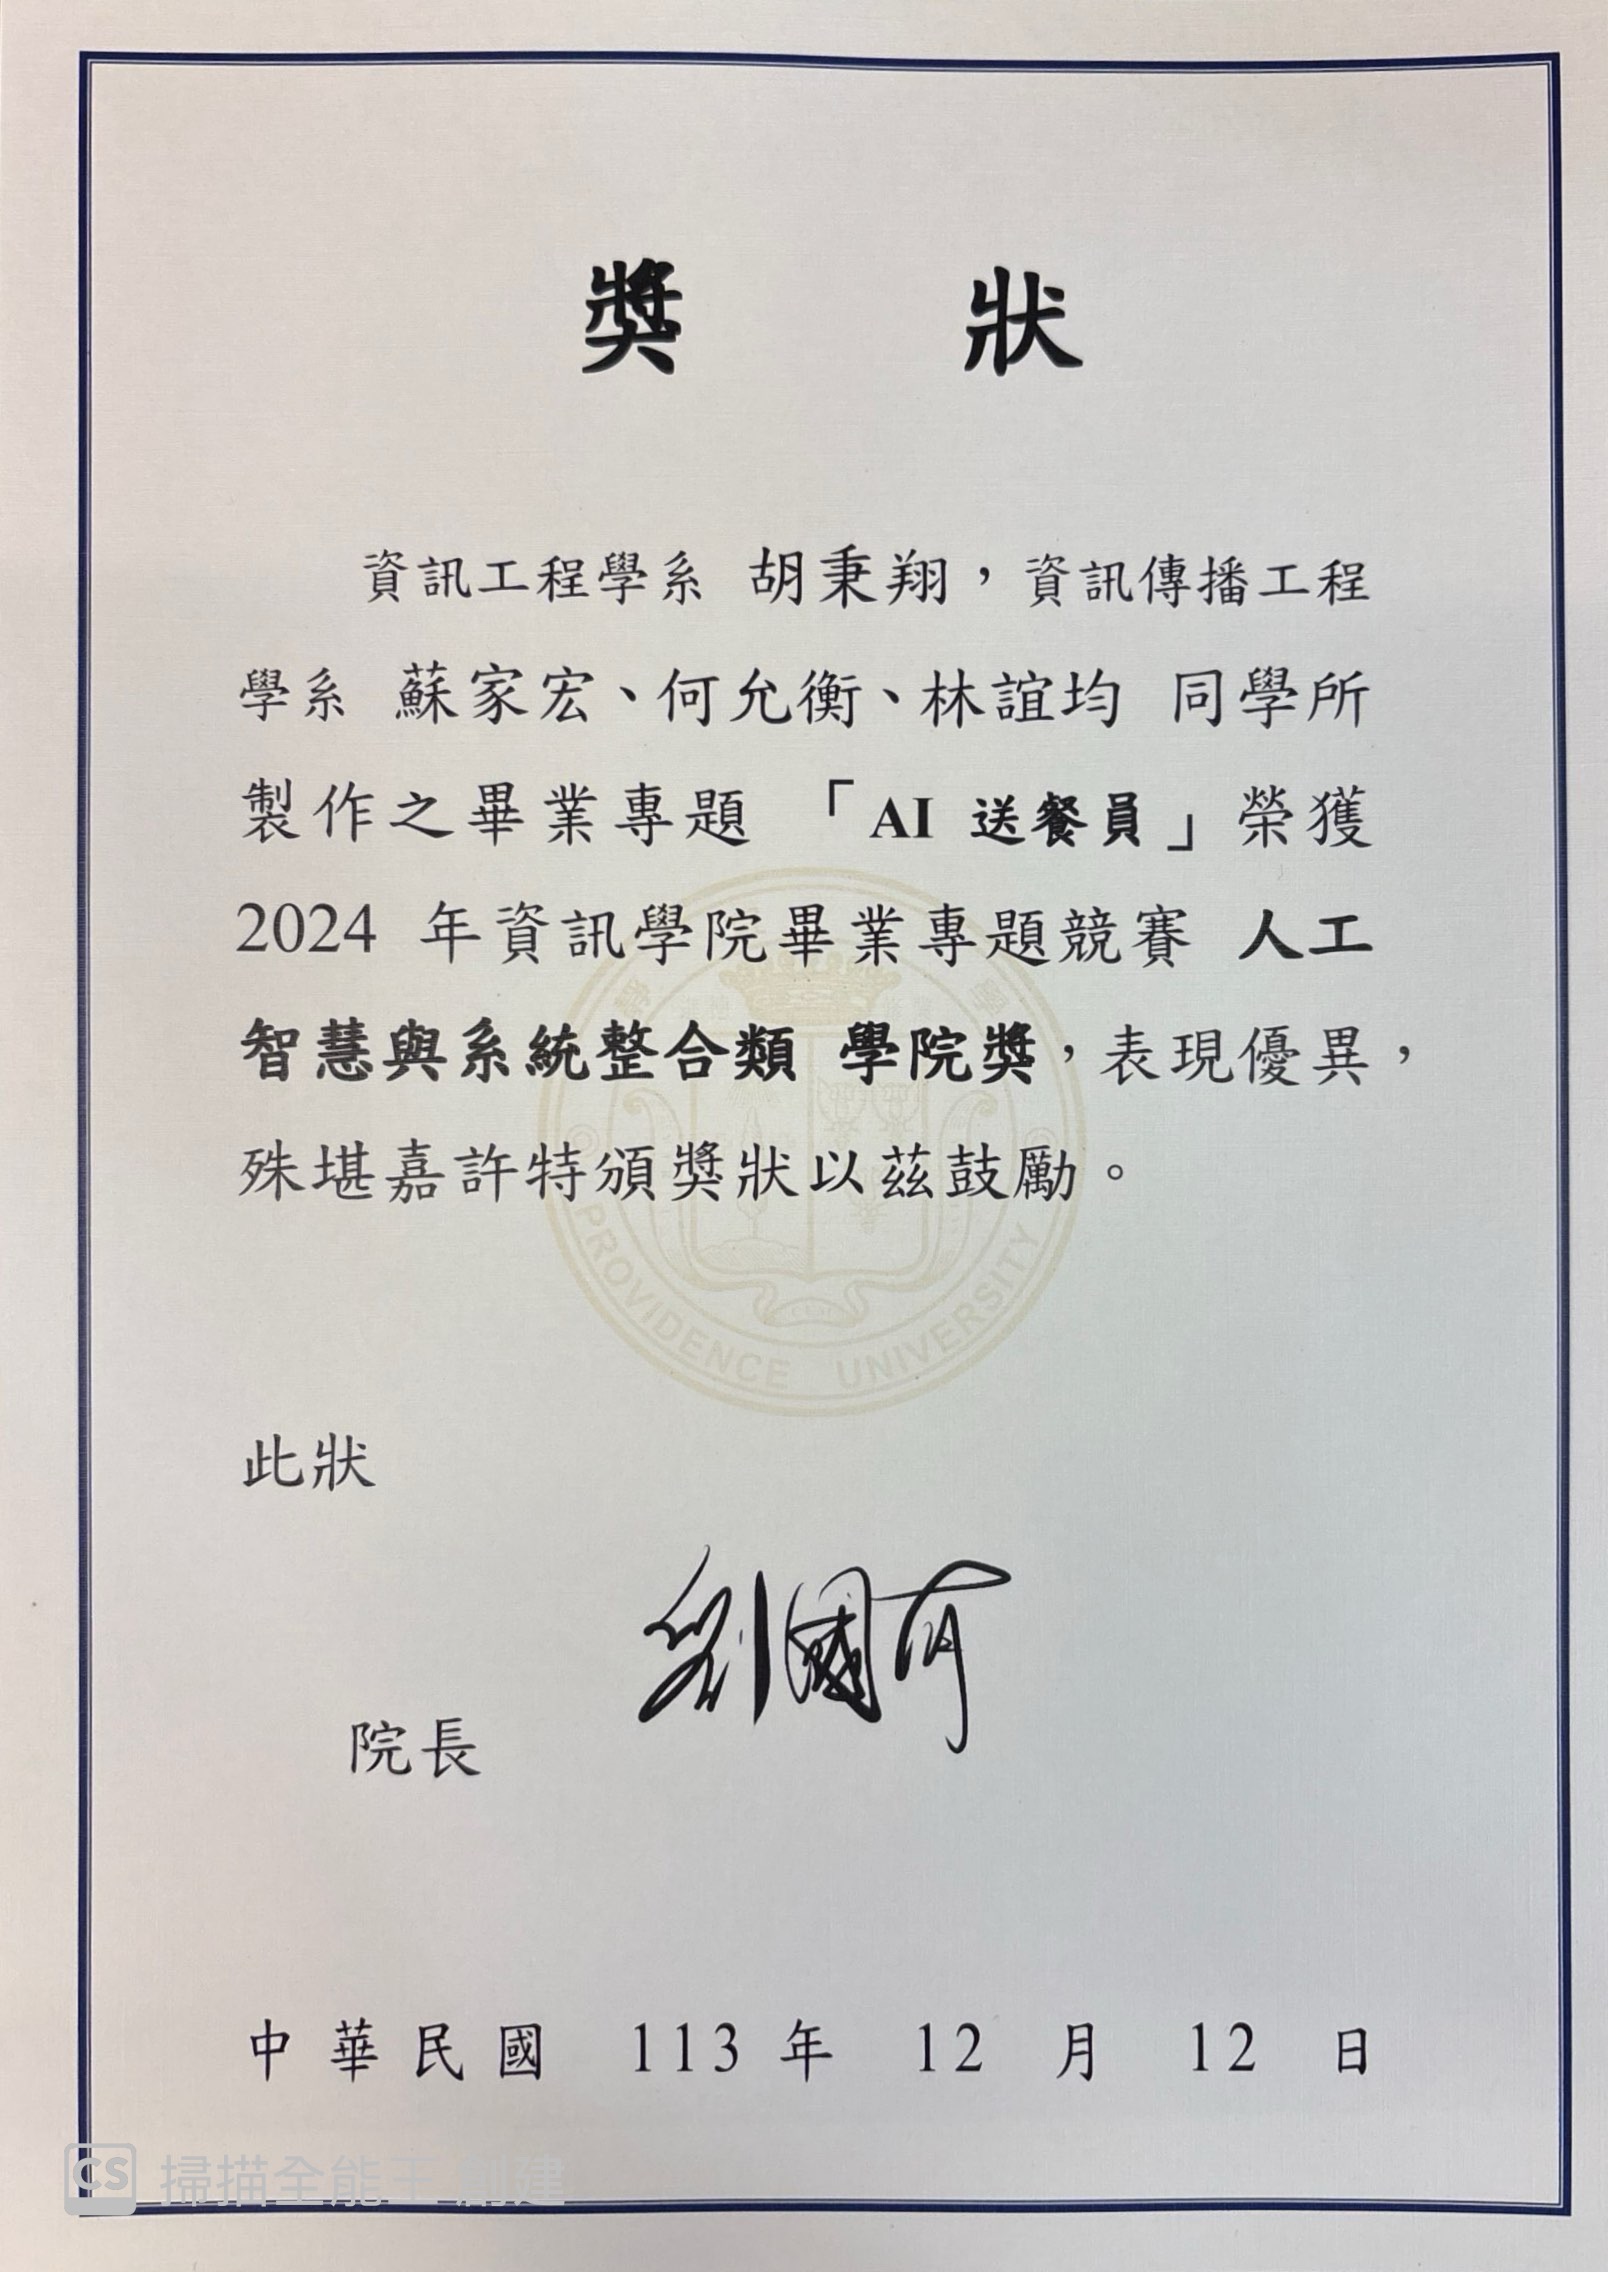 獎 狀
資訊工程學系 胡秉翔，資訊傳播工程
學系 蘇家宏、何允衡、林誼均 同學所
製作之畢業專題 「AI 送餐員」榮獲
2024 年資訊學院畢業專題競賽 人工
智慧與系統整合類 學院獎，表現優異，
殊堪嘉許特頒獎狀以茲鼓勵。
PROVIDENCE UNIVERSITY
此狀
院長
中華民國 113 年 12 月 12 日
CS 掃描全能王 創建